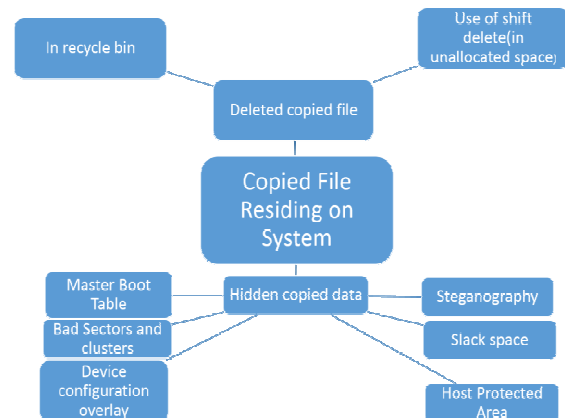 In recycle bin
Use of shift
delete(in
unallocated space)
Deleted copied file
Copied File
Residing on
System
Master Boot
Table
Hidden copied data
Steganography
Bad Sectors and
clusters
Slack space
Device
configuration
overlay
Host Protected
Area